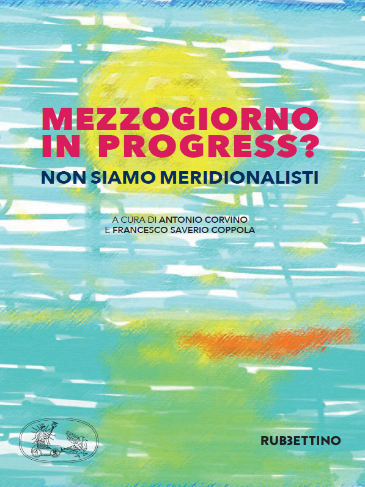 MEZZOGIORNO
IN PROGRESS?
NON SIAMO MERIDIONALISTI
A CURA DI ANTONIO CORVINO
E FRANCESCO SAVERIO COPPOLA
RUBBETTINO